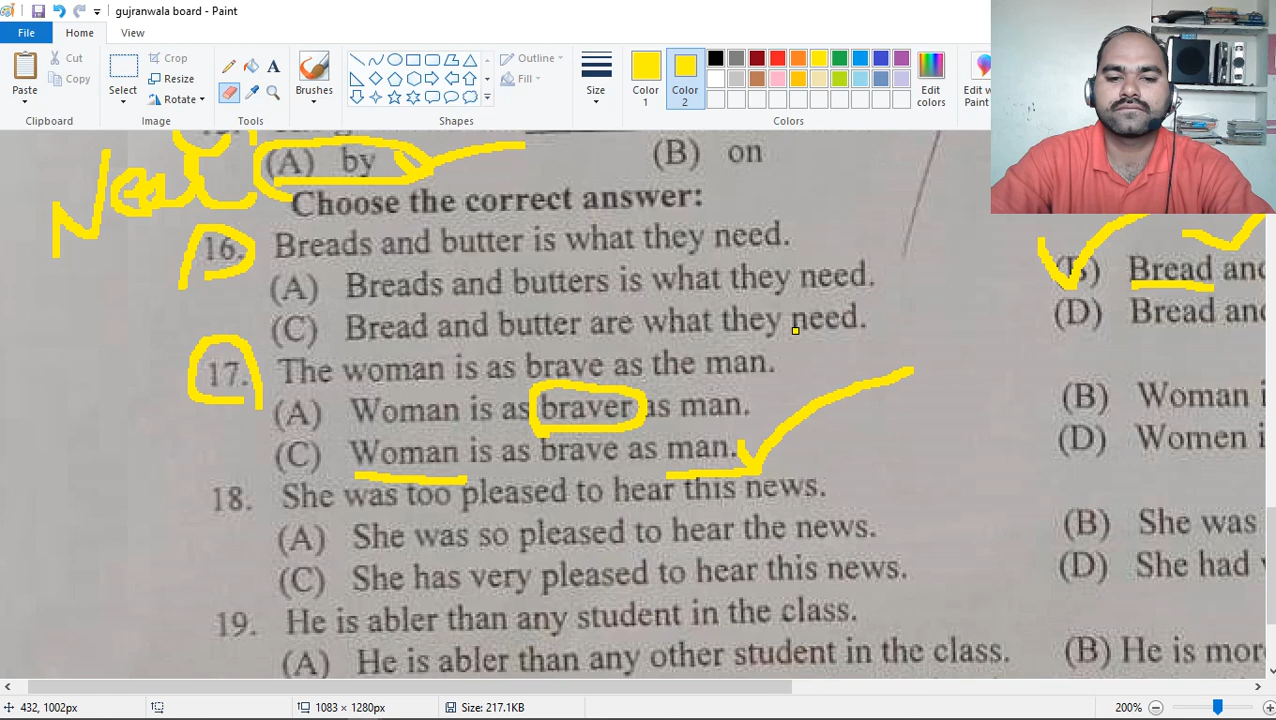 gujranwala board - Paint
File Home View
Paste Cut Copy Select Crop Resize Rotate Brushes Size Outline Fill Color 1 Color 2 Edit colors Edit w Paint
Clipboard Image Tools Shapes Colors
(A) by (B) on
Choose the correct answer:
16. Breads and butter is what they need.
(A) Breads and butters is what they need. (B) Bread and
(C) Bread and butter are what they need. (D) Bread and
17. The woman is as brave as the man.
(A) Woman is as braver as man. (B) Woman i
(C) Woman is as brave as man. (D) Women i
18. She was too pleased to hear this news.
(A) She was so pleased to hear the news. (B) She was
(C) She has very pleased to hear this news. (D) She had
19. He is abler than any student in the class.
(A) He is abler than any other student in the class. (B) He is mor
432, 1002px 1083 × 1280px Size: 217.1KB 200%